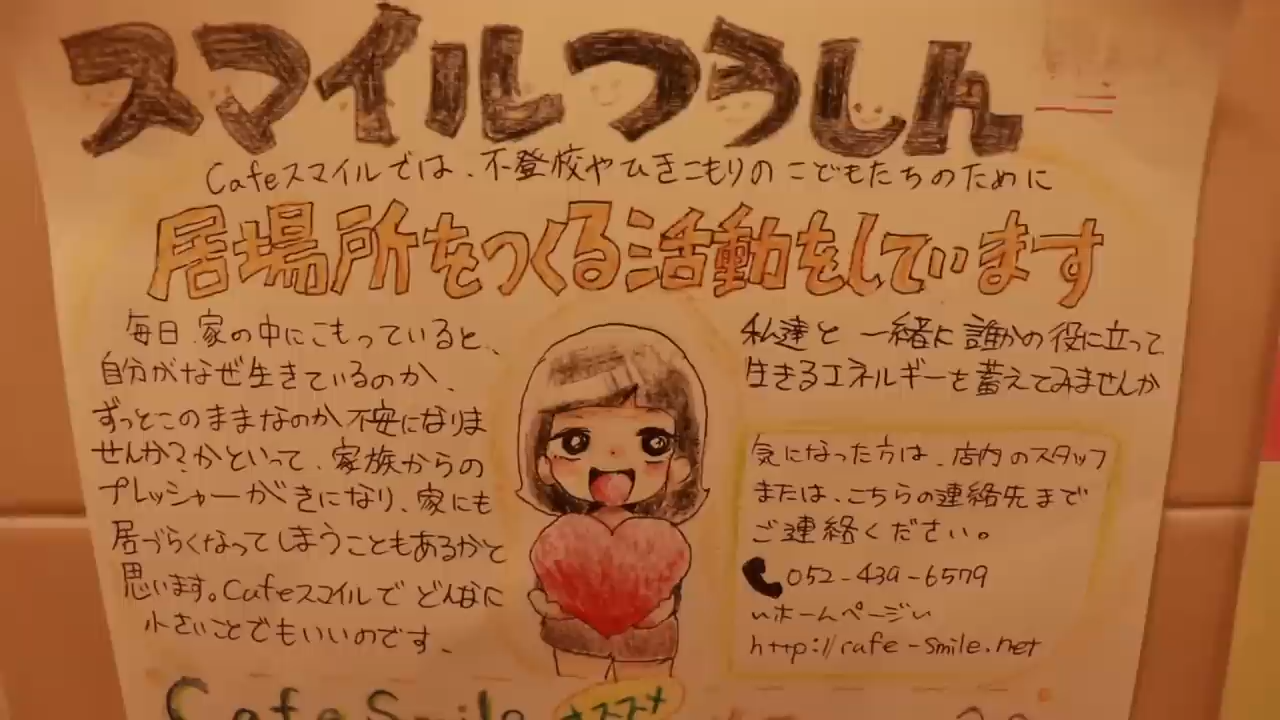 スマイルつうしん
Cafeスマイルでは、不登校やひきこもりのこどもたちのために
居場所をつくる活動をしています
毎日、家の中にこもっていると、
自分がなぜ生きているのか、
ずっとこのままなのか、不安になりま
せんか？かといって、家族からの
プレッシャーがきになり、家にも
居づらくなってしまうこともあるかと
思います。Cafeスマイルで どんなに
小さいことでもいいのです、
私達と 一緒に 誰かの役に立って
生きるエネルギーを蓄えてみませんか
気になった方は、店内のスタッフ
または、こちらの連絡先まで
ご連絡ください。
052-439-6579
〃ホームページ〃
http://cafe-smile.net
Cafe Smile オススメ